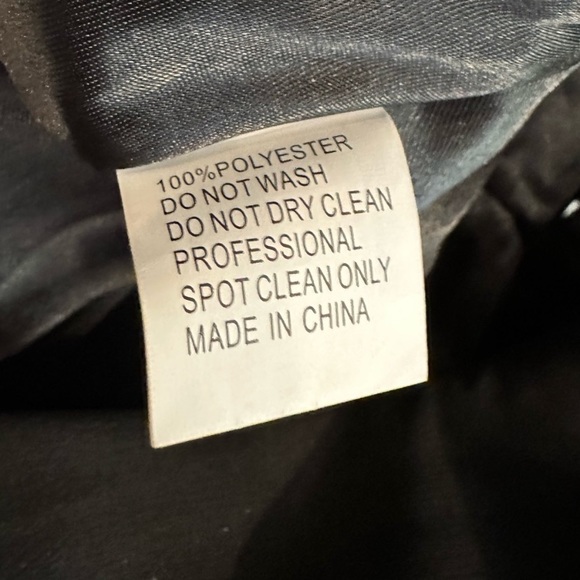 100%POLYESTER
DO NOT WASH
DO NOT DRY CLEAN
PROFESSIONAL
SPOT CLEAN ONLY
MADE IN CHINA